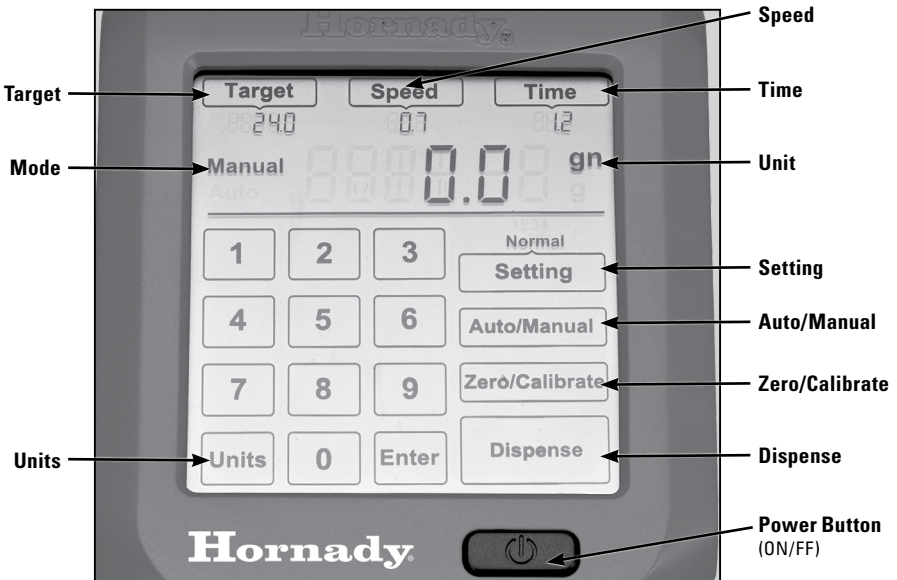 Hornady
Speed
Target
Target
Speed
Time
Time
24.0
0.7
1.2
Mode
Manual
0.0
gn
Unit
Auto
g
1234
Normal
1
2
3
Setting
Setting
4
5
6
Auto/Manual
Auto/Manual
7
8
9
Zero/Calibrate
Zero/Calibrate
Units
Units
0
Enter
Dispense
Dispense
Hornady
Power Button
(ON/FF)